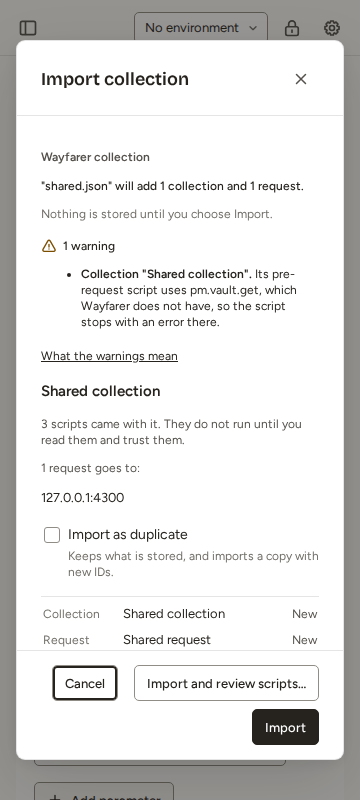 No environment
Import collection
Wayfarer collection
"shared.json" will add 1 collection and 1 request.
Nothing is stored until you choose Import.
1 warning
• Collection "Shared collection". Its pre-
request script uses pm.vault.get, which
Wayfarer does not have, so the script
stops with an error there.
What the warnings mean
Shared collection
3 scripts came with it. They do not run until you
read them and trust them.
1 request goes to:
127.0.0.1:4300
Import as duplicate
Keeps what is stored, and imports a copy with
new IDs.
Collection Shared collection New
Request Shared request New
Cancel Import and review scripts...
Import
Add parameter